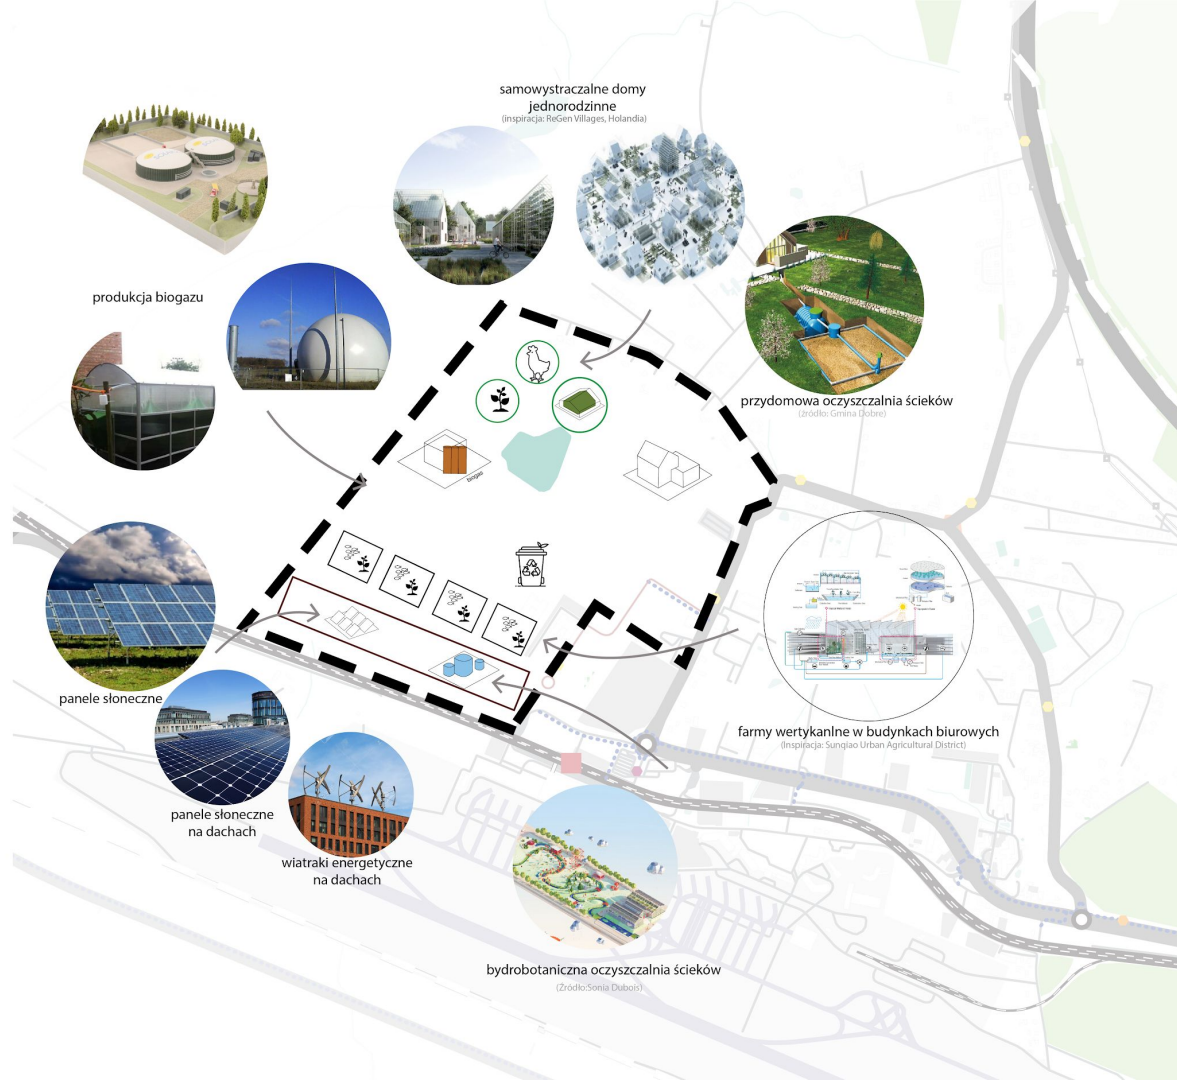 samowystraczalne domy
jednorodzinne
(inspiracja: ReGen Villages, Holandia)
produkcja biogazu
przydomowa oczyszczalnia ścieków
(źródło: Gmina Dobre)
biogaz
panele słoneczne
farmy wertykanlne w budynkach biurowych
(Inspiracja: Sunqiao Urban Agricultural District)
panele słoneczne
na dachach
wiatraki energetyczne
na dachach
bydrobotaniczna oczyszczalnia ścieków
(Źródło:Sonia Dubois)